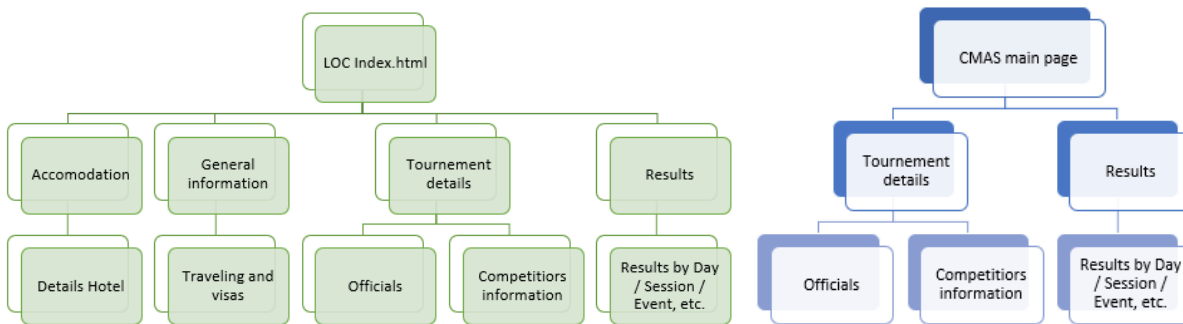 LOC Index.html
Accomodation
General
information
Tournement
details
Results
Details Hotel
Traveling and
visas
Officials
Competitiors
information
Results by Day
/ Session /
Event, etc.
CMAS main page
Tournement
details
Results
Officials
Competitiors
information
Results by Day
/ Session /
Event, etc.